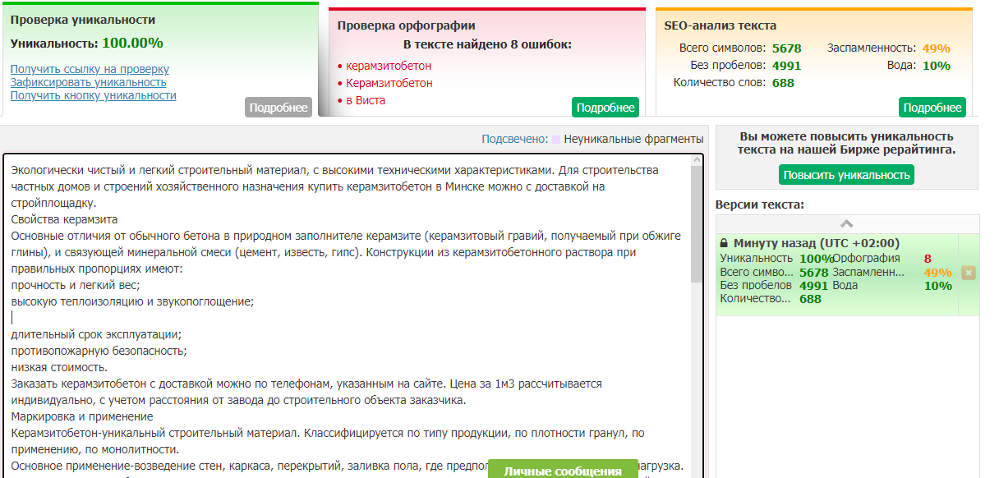 Проверка уникальности
Уникальность: 100.00%
Получить ссылку на проверку
Зафиксировать уникальность
Получить кнопку уникальности
Подробнее
Проверка орфографии
В тексте найдено 8 ошибок:
• керамзитобетон
• Керамзитобетон
• в Виста
Подробнее
SEO-анализ текста
Всего символов: 5678 Заспамленность: 49%
Без пробелов: 4991 Вода: 10%
Количество слов: 688
Подробнее
Подсвечено: Неуникальные фрагменты
Экологически чистый и легкий строительный материал, с высокими техническими характеристиками. Для строительства
частных домов и строений хозяйственного назначения купить керамзитобетон в Минске можно с доставкой на
стройплощадку.
Свойства керамзита
Основные отличия от обычного бетона в природном заполнителе керамзите (керамзитовый гравий, получаемый при обжиге
глины), и связующей минеральной смеси (цемент, известь, гипс). Конструкции из керамзитобетонного раствора при
правильных пропорциях имеют:
прочность и легкий вес;
высокую теплоизоляцию и звукопоглощение;
длительный срок эксплуатации;
противопожарную безопасность;
низкая стоимость.
Заказать керамзитобетон с доставкой можно по телефонам, указанным на сайте. Цена за 1м3 рассчитывается
индивидуально, с учетом расстояния от завода до строительного объекта заказчика.
Маркировка и применение
Керамзитобетон-уникальный строительный материал. Классифицируется по типу продукции, по плотности гранул, по
применению, по монолитности.
Основное применение-возведение стен, каркаса, перекрытий, заливка пола, где
Личные сообщения
Вы можете повысить уникальность
текста на нашей Бирже рерайтинга.
Повысить уникальность
Версии текста:
Минуту назад (UTC +02:00)
Уникальность 100% Орфография 8
Всего симво... 5678 Заспамленн... 49%
Без пробелов 4991 Вода 10%
Количество... 688